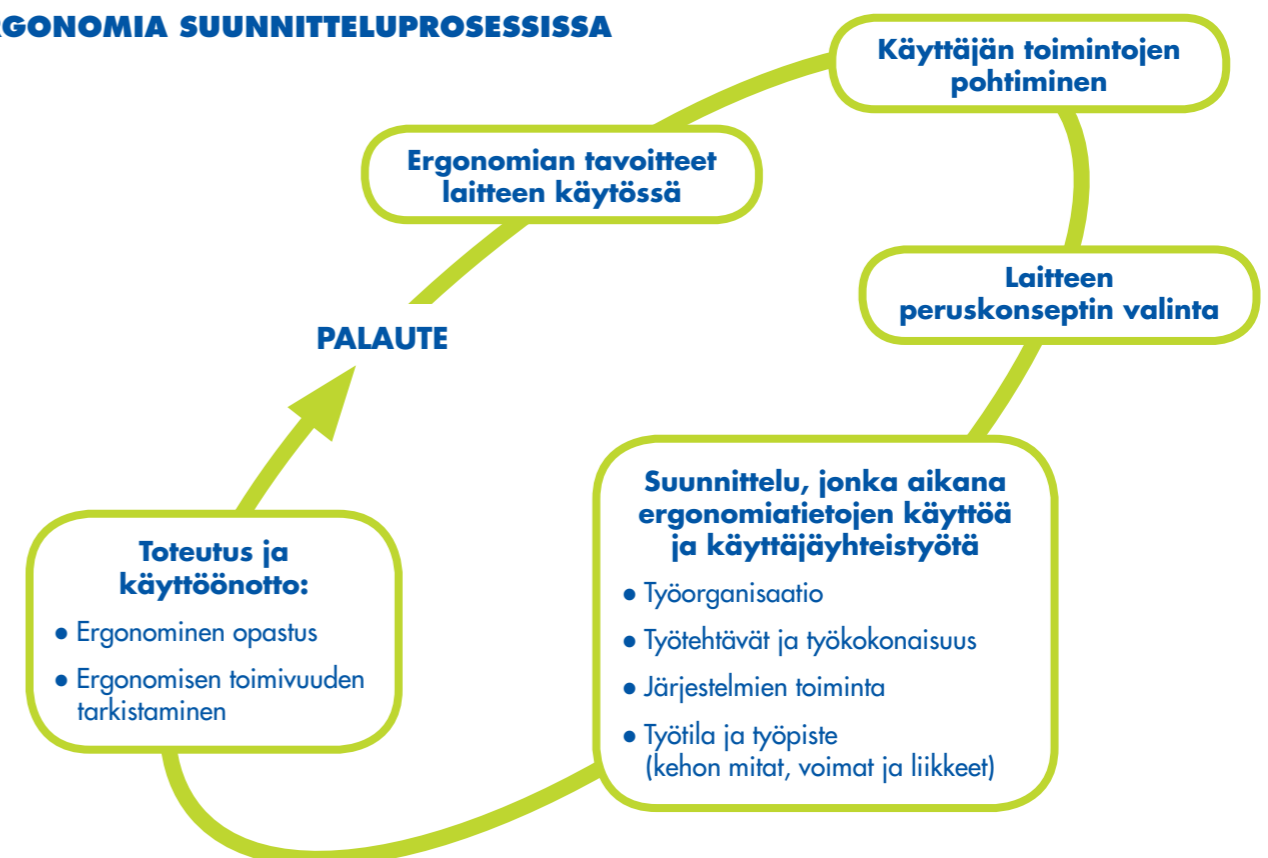 RGONOMIA SUUNNITTELUPROSESSISSA
Käyttäjän toimintojen
pohtiminen
Ergonomian tavoitteet
laitteen käytössä
Laitteen
peruskonseptin valinta
PALAUTE
Suunnittelu, jonka aikana
ergonomiatietojen käyttöä
ja käyttäjäyhteistyötä
● Työorganisaatio
● Työtehtävät ja työkokonaisuus
● Järjestelmien toiminta
● Työtila ja työpiste
(kehon mitat, voimat ja liikkeet)
Toteutus ja
käyttöönotto:
● Ergonominen opastus
● Ergonomisen toimivuuden
tarkistaminen